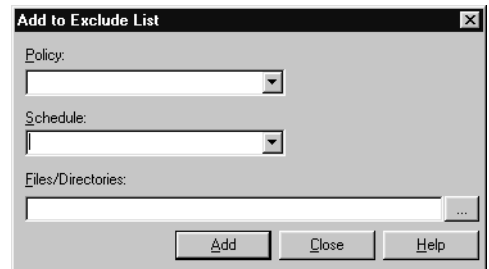 Add to Exclude List
Policy:
Schedule:
Files/Directories:
...
Add Close Help